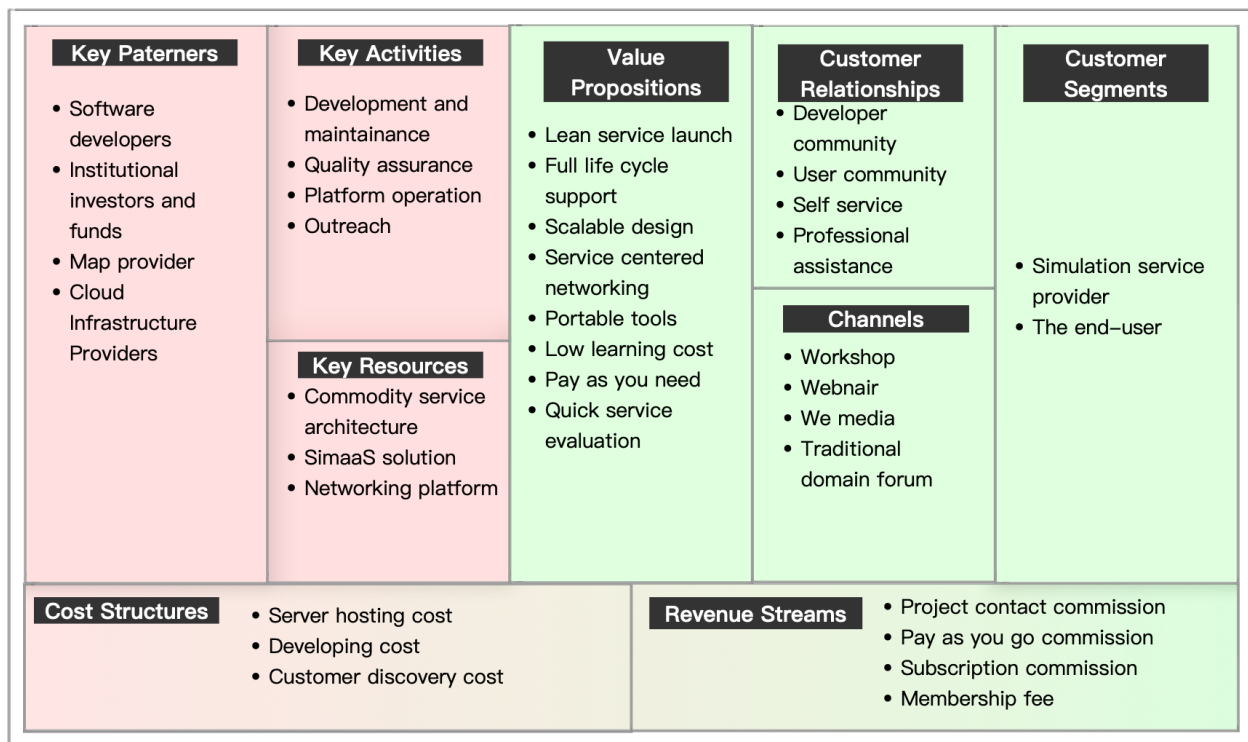 Key Paterners
• Software
developers
• Institutional
investors and
funds
• Map provider
• Cloud
Infrastructure
Providers
Key Activities
• Development and
maintainance
• Quality assurance
• Platform operation
• Outreach
Key Resources
• Commodity service
architecture
• SimaaS solution
• Networking platform
Value
Propositions
• Lean service launch
• Full life cycle
support
• Scalable design
• Service centered
networking
• Portable tools
• Low learning cost
• Pay as you need
• Quick service
evaluation
Customer
Relationships
• Developer
community
• User community
• Self service
• Professional
assistance
Channels
• Workshop
• Webnair
• We media
• Traditional
domain forum
Customer
Segments
• Simulation service
provider
• The end-user
Cost Structures
• Server hosting cost
• Developing cost
• Customer discovery cost
Revenue Streams
• Project contact commission
• Pay as you go commission
• Subscription commission
• Membership fee